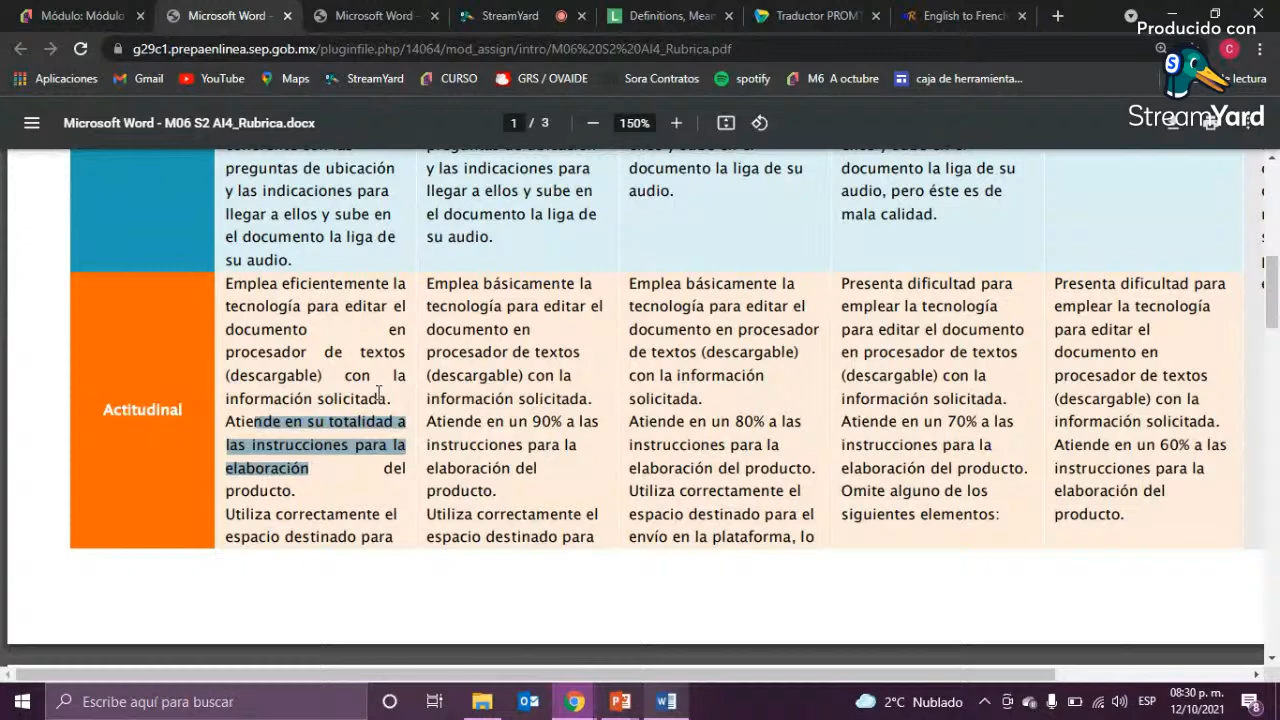 Módulo: Módulo
Microsoft Word -
Microsoft Word -
StreamYard
Definitions, Mean
Traductor PROMT
English to French
Producido con
StreamYard
g29c1.prepaenlinea.sep.gob.mx/pluginfile.php/14064/mod_assign/intro/M06%20S2%20AI4_Rubrica.pdf
C
Aplicaciones
Gmail
YouTube
Maps
StreamYard
CURSO
GRS / OVAIDE
Sora Contratos
spotify
M6 A octubre
caja de herramienta...
de lectura
Microsoft Word - M06 S2 AI4_Rubrica.docx
1 / 3
150%
preguntas de ubicación
y las indicaciones para
llegar a ellos y sube en
el documento la liga de
su audio.
y las indicaciones para
llegar a ellos y sube en
el documento la liga de
su audio.
documento la liga de su
audio.
documento la liga de su
audio, pero éste es de
mala calidad.
Actitudinal
Emplea eficientemente la
tecnología para editar el
documento en
procesador de textos
(descargable) con la
información solicitada.
Atiende en su totalidad a
las instrucciones para la
elaboración del
producto.
Utiliza correctamente el
espacio destinado para
Emplea básicamente la
tecnología para editar el
documento en
procesador de textos
(descargable) con la
información solicitada.
Atiende en un 90% a las
instrucciones para la
elaboración del
producto.
Utiliza correctamente el
espacio destinado para
Emplea básicamente la
tecnología para editar el
documento en procesador
de textos (descargable)
con la información
solicitada.
Atiende en un 80% a las
instrucciones para la
elaboración del producto.
Utiliza correctamente el
espacio destinado para el
envío en la plataforma, lo
Presenta dificultad para
emplear la tecnología
para editar el documento
en procesador de textos
(descargable) con la
información solicitada.
Atiende en un 70% a las
instrucciones para la
elaboración del producto.
Omite alguno de los
siguientes elementos:
Presenta dificultad para
emplear la tecnología
para editar el
documento en
procesador de textos
(descargable) con la
información solicitada.
Atiende en un 60% a las
instrucciones para la
elaboración del
producto.
Escribe aquí para buscar
2°C Nublado
ESP
08:30 p. m.
12/10/2021
8